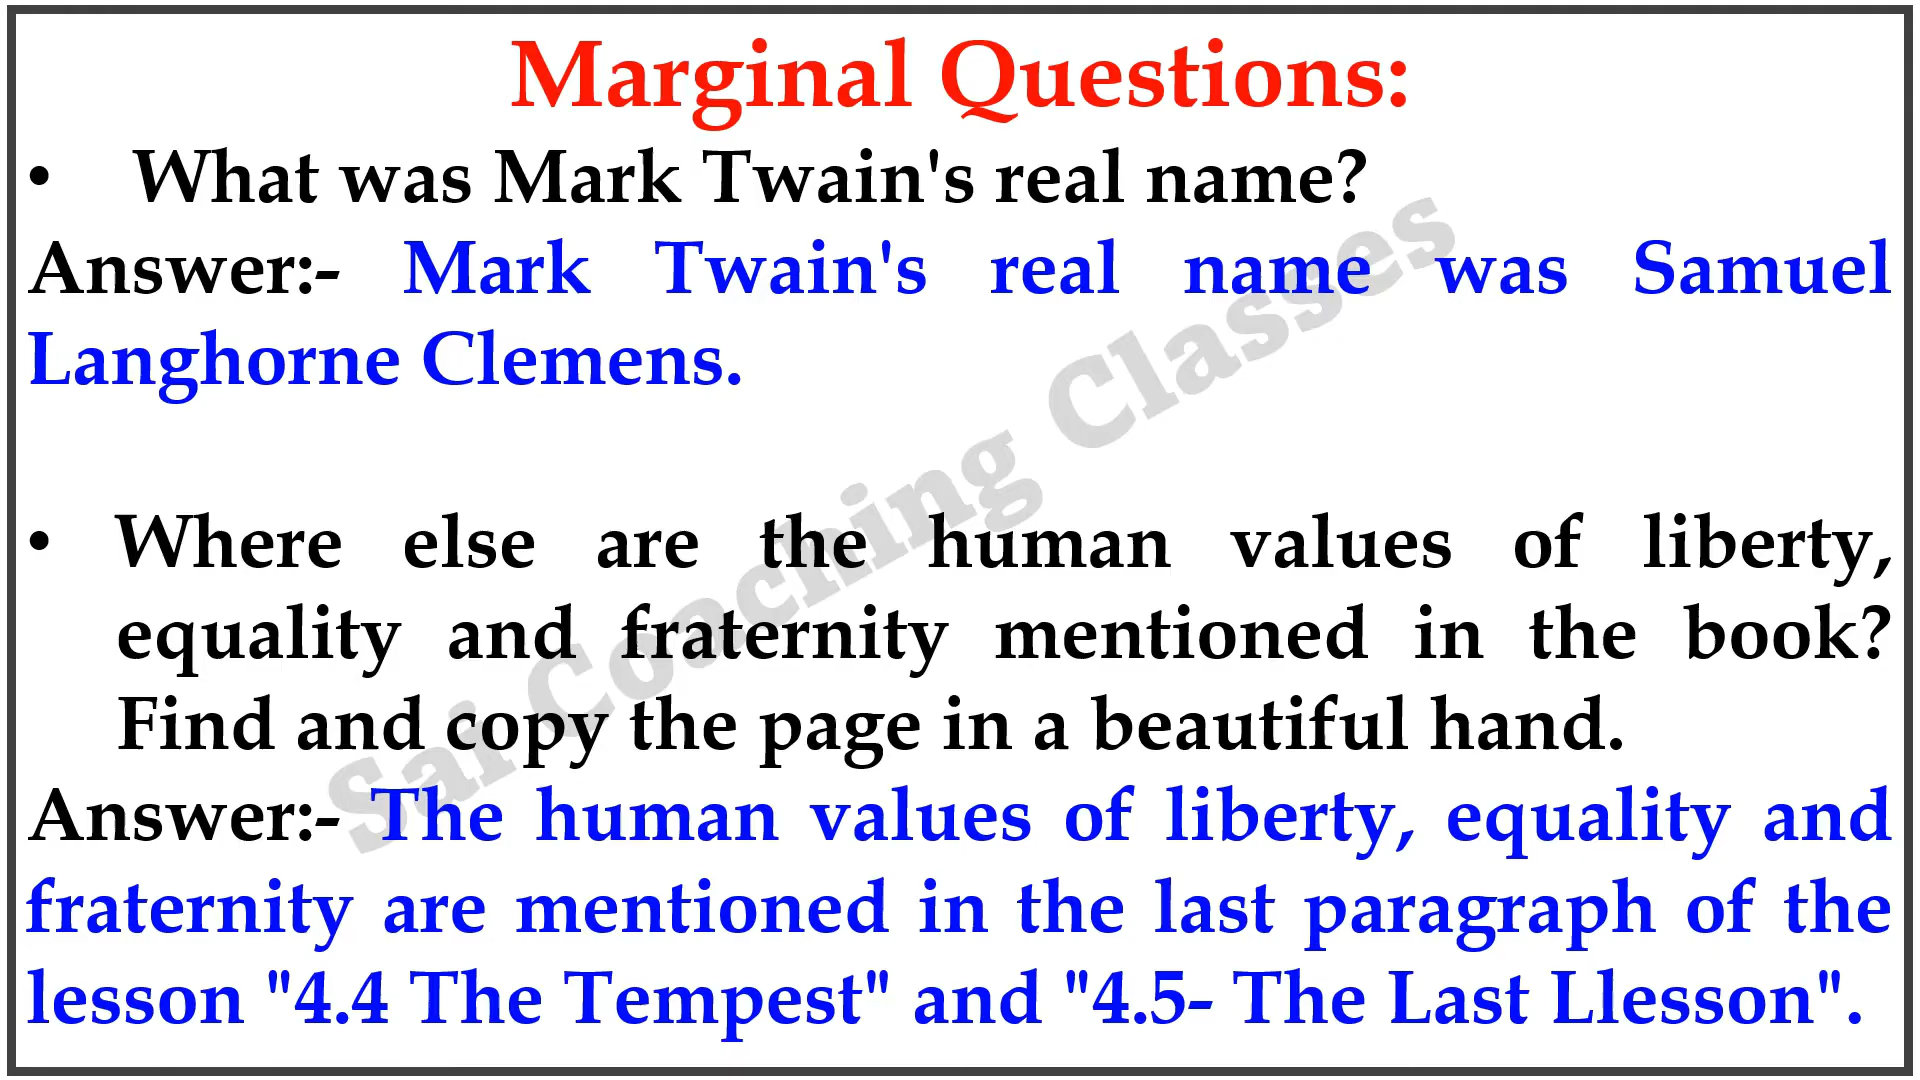 Marginal Questions:
• What was Mark Twain's real name?
Answer:- Mark Twain's real name was Samuel
Langhorne Clemens.
• Where else are the human values of liberty,
equality and fraternity mentioned in the book?
Find and copy the page in a beautiful hand.
Answer:- The human values of liberty, equality and
fraternity are mentioned in the last paragraph of the
lesson "4.4 The Tempest" and "4.5- The Last Llesson".
Sai Coaching Classes